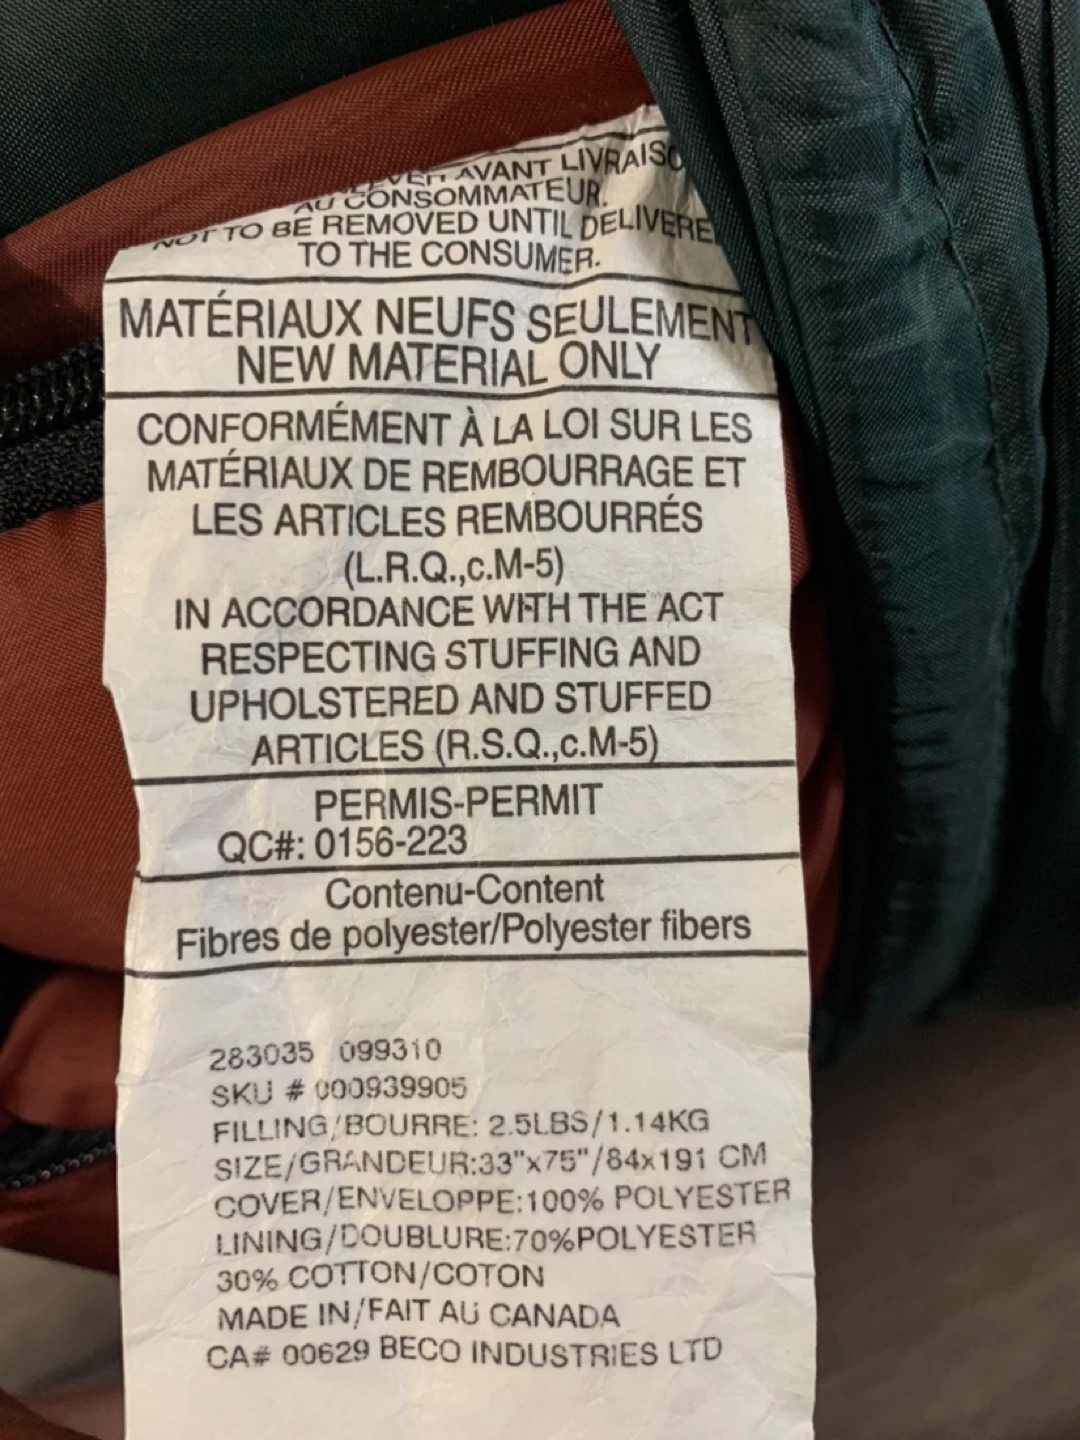 AVANT LIVRAISO
AU CONSOMMATEUR.
NOT TO BE REMOVED UNTIL DELIVERE
TO THE CONSUMER.
MATÉRIAUX NEUFS SEULEMENT
NEW MATERIAL ONLY
CONFORMÉMENT À LA LOI SUR LES
MATÉRIAUX DE REMBOURRAGE ET
LES ARTICLES REMBOURRÉS
(L.R.Q.,c.M-5)
IN ACCORDANCE WITH THE ACT
RESPECTING STUFFING AND
UPHOLSTERED AND STUFFED
ARTICLES (R.S.Q.,c.M-5)
PERMIS-PERMIT
QC#: 0156-223
Contenu-Content
Fibres de polyester/Polyester fibers
283035 099310
SKU # 000939905
FILLING/BOURRE: 2.5LBS/1.14KG
SIZE/GRANDEUR:33"x75"/84x191 CM
COVER/ENVELOPPE:100% POLYESTER
LINING/DOUBLURE:70%POLYESTER
30% COTTON/COTON
MADE IN/FAIT AU CANADA
CA# 00629 BECO INDUSTRIES LTD